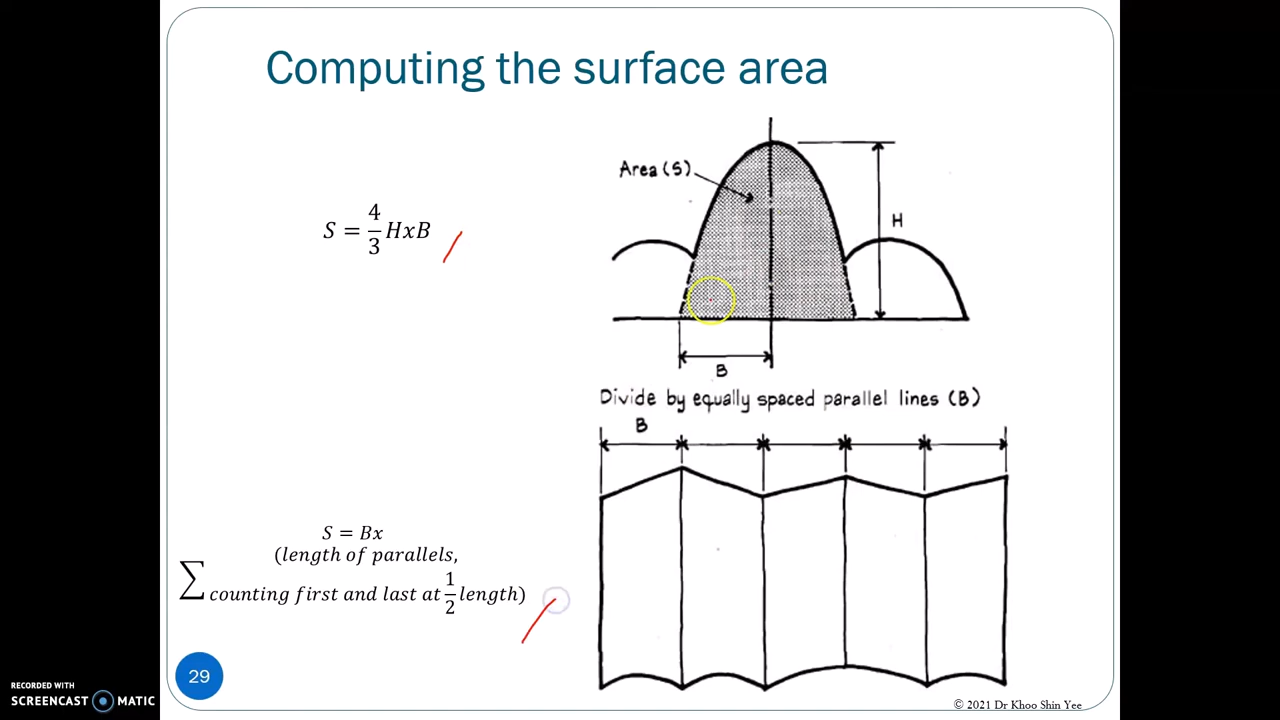 Computing the surface area
Area (S)
S = 4/3 HxB
H
B
Divide by equally spaced parallel lines (B)
B
S = Bx
(length of parallels,
∑ counting first and last at 1/2 length)
29
RECORDED WITH
SCREENCAST MATIC
© 2021 Dr Khoo Shin Yee